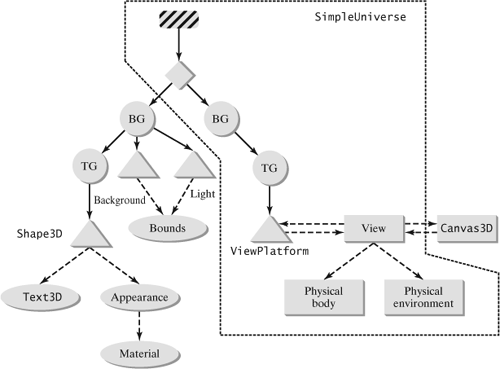 SimpleUniverse
BG
BG
TG
TG
Background
Light
Shape3D
Bounds
ViewPlatform
View
Canvas3D
Text3D
Appearance
Physical
body
Physical
environment
Material